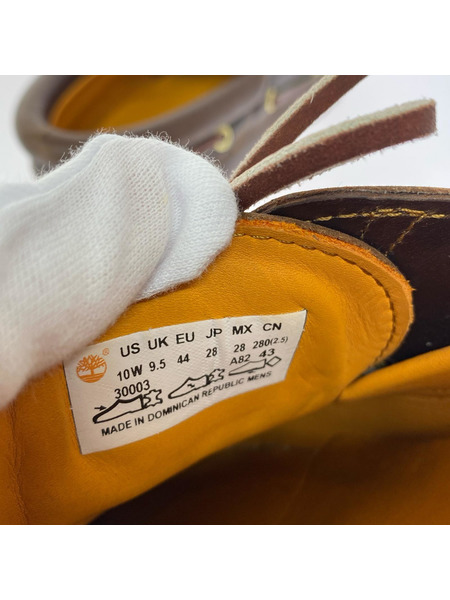 US UK EU JP MX CN
10W 9.5 44 28 28 280(2.5)
30003 A82 43
MADE IN DOMINICAN REPUBLIC MENS